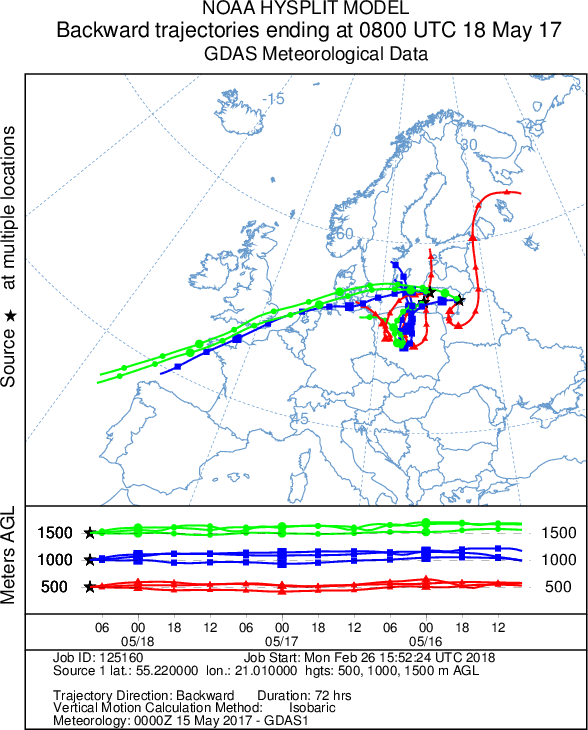 NOAA HYSPLIT MODEL
Backward trajectories ending at 0800 UTC 18 May 17
GDAS Meteorological Data
Source ★ at multiple locations
-15
0
15
30
60
45
Meters AGL
1500 1500
1000 1000
500 500
06 00 18 12 06 00 18 12 06 00 18 12
05/18 05/17 05/16
Job ID: 125160 Job Start: Mon Feb 26 15:52:24 UTC 2018
Source 1 lat.: 55.220000 lon.: 21.010000 hgts: 500, 1000, 1500 m AGL
Trajectory Direction: Backward Duration: 72 hrs
Vertical Motion Calculation Method: Isobaric
Meteorology: 0000Z 15 May 2017 - GDAS1